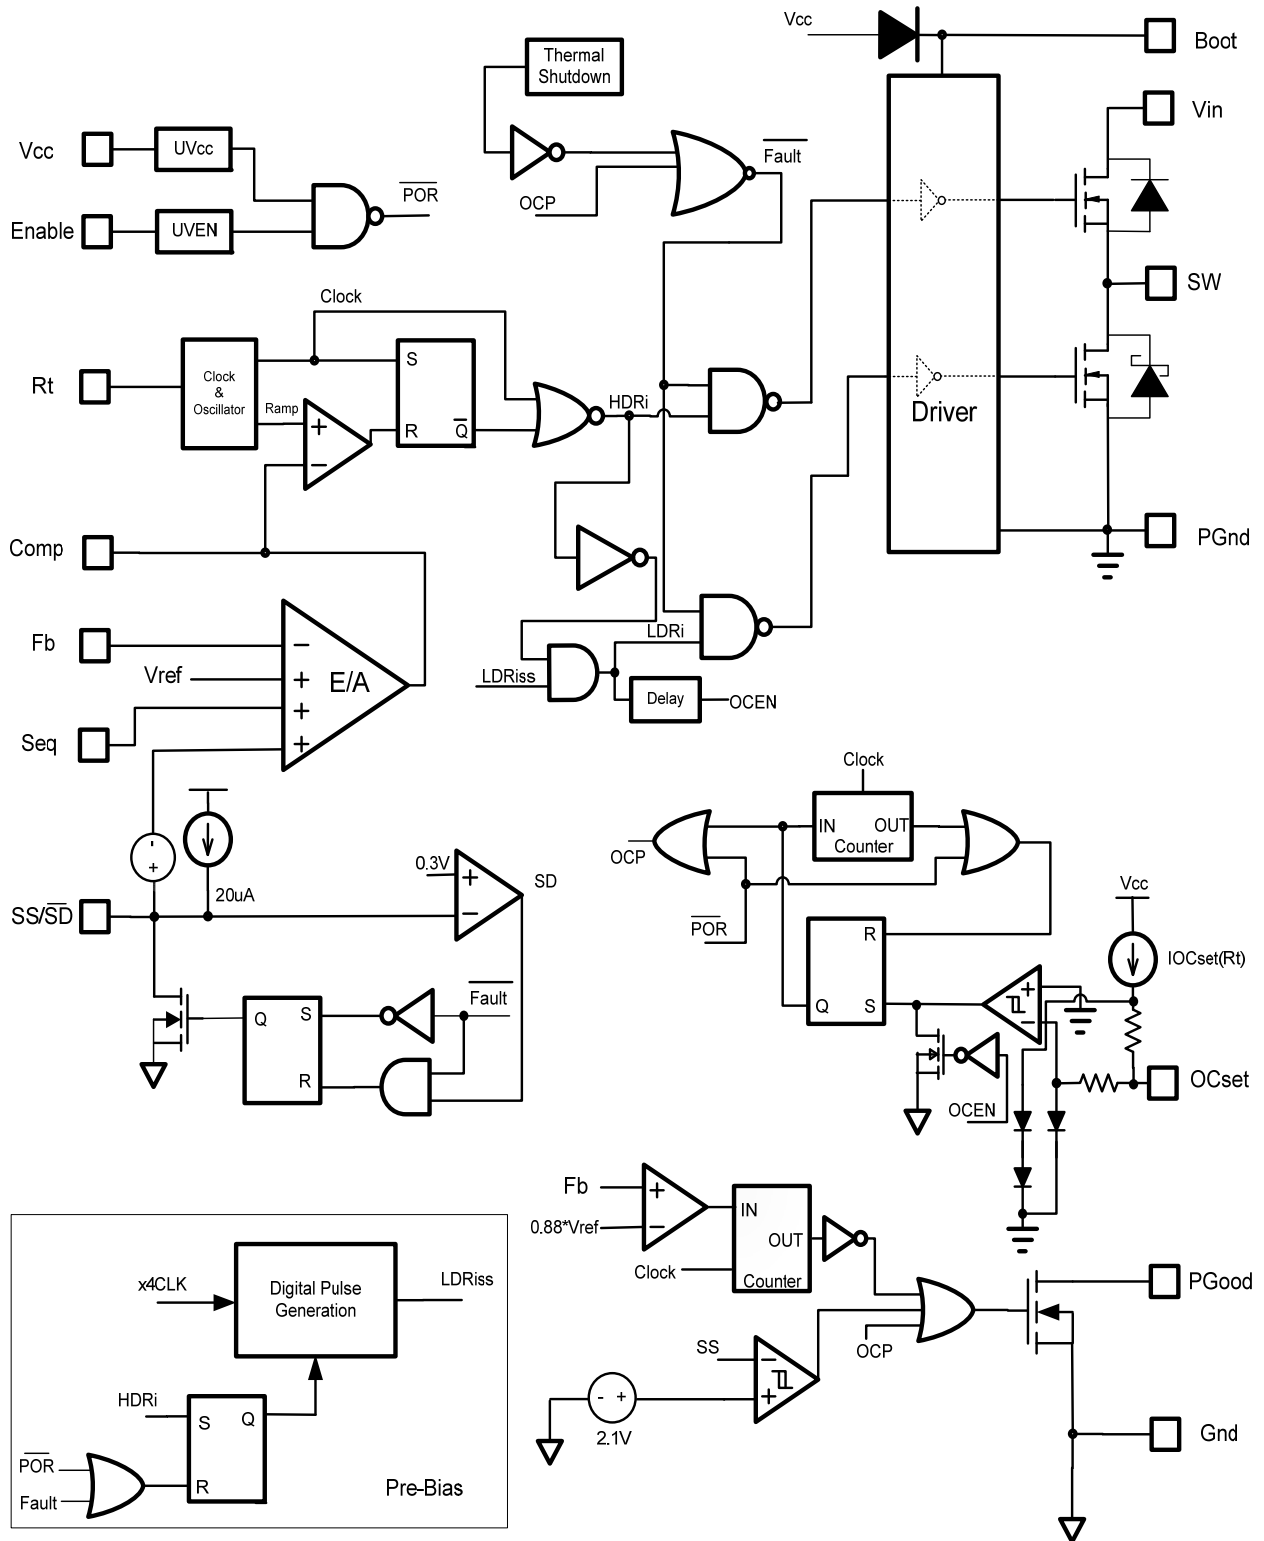 Vcc
Boot
Thermal
Shutdown
Vin
Vcc
UVcc
Fault
POR
OCP
Enable
UVEN
SW
Clock
Rt
Clock
&
Oscillator
Ramp
S
R
Q
HDRi
Driver
+
−
Comp
PGnd
Fb
Vref
Seq
−
+
+
+
E/A
LDRi
LDRiss
Delay
OCEN
Clock
IN
OUT
Counter
OCP
-
+
20uA
0.3V
+
−
SD
SS/SD
POR
Vcc
R
Q
S
+
−
IOCset(Rt)
Fault
Q
S
R
OCset
OCEN
Fb
+
0.88*Vref
−
IN
OUT
Clock
Counter
PGood
x4CLK
Digital Pulse
Generation
LDRiss
SS
−
+
OCP
- +
2.1V
HDRi
S
Q
R
POR
Fault
Pre-Bias
Gnd